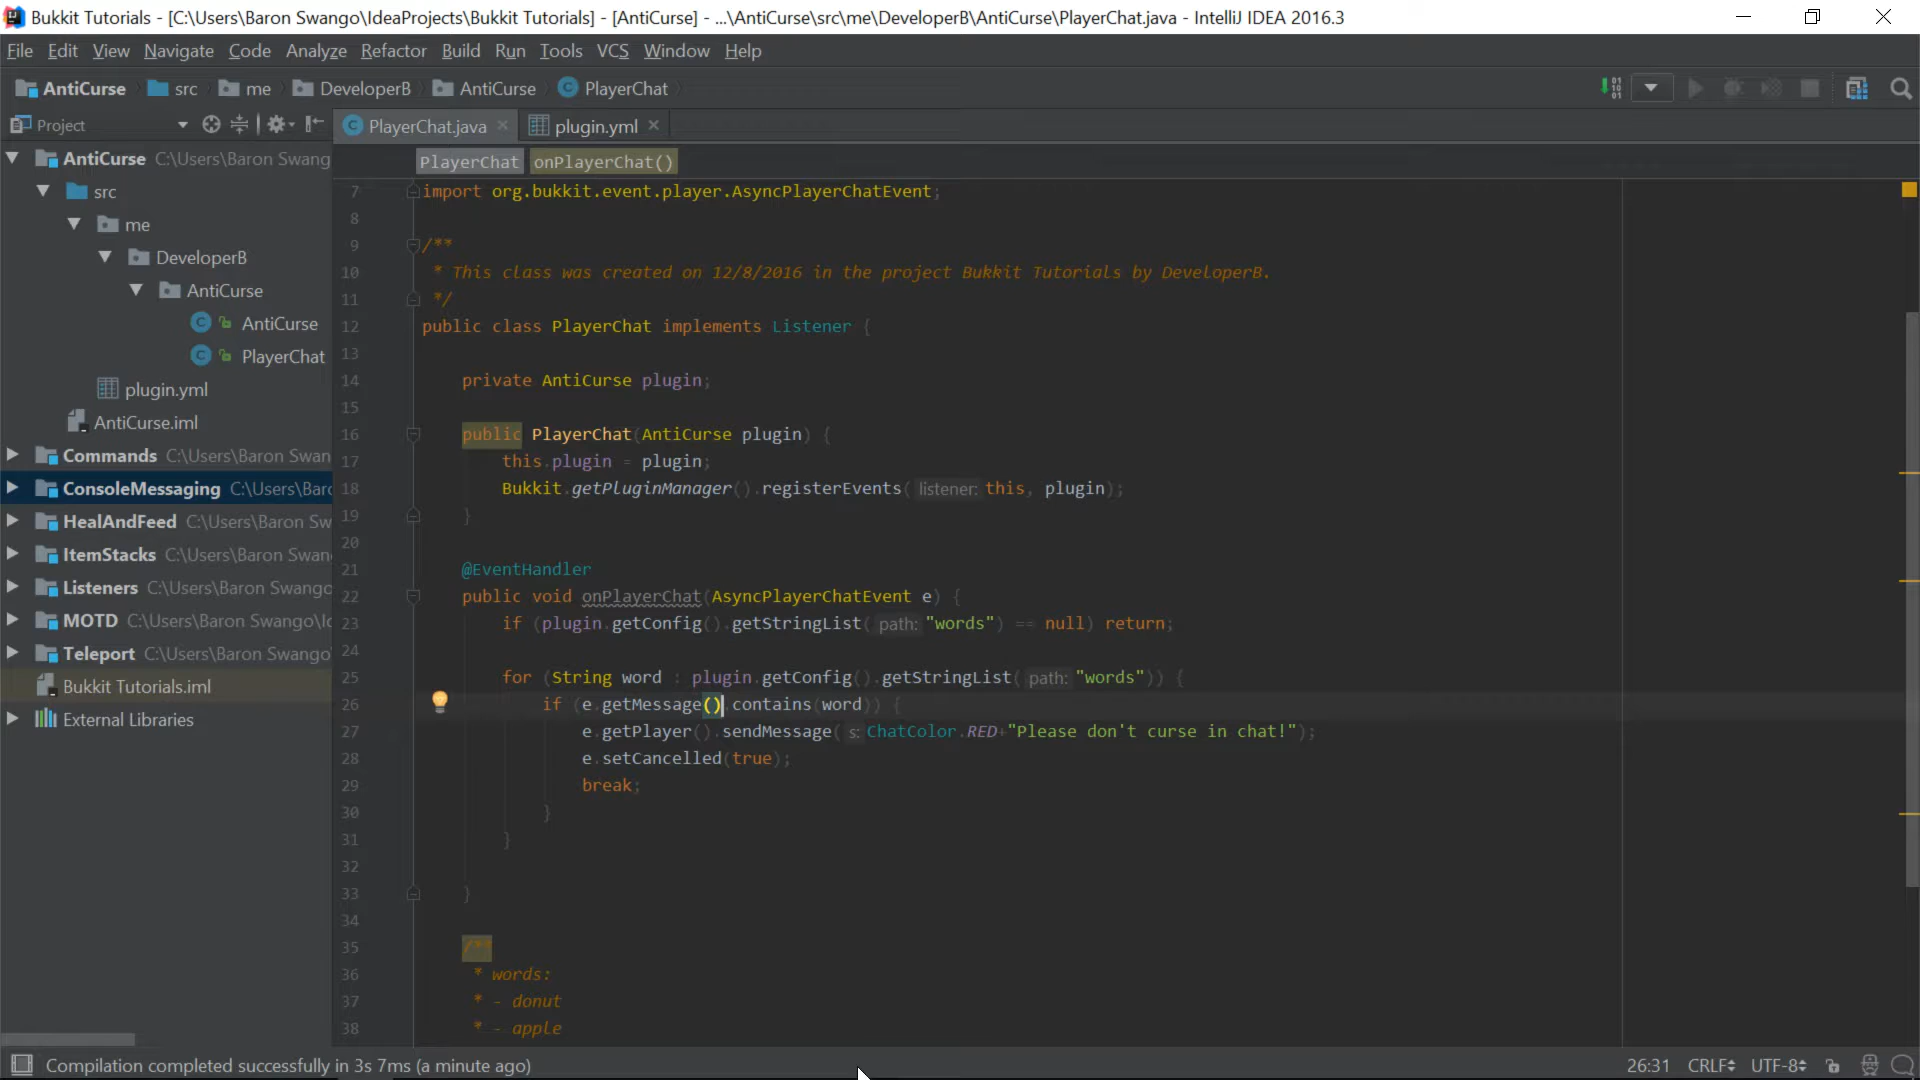 Bukkit Tutorials - [C:\Users\Baron Swango\IdeaProjects\Bukkit Tutorials] - [AntiCurse] - ...\AntiCurse\src\me\DeveloperB\AntiCurse\PlayerChat.java - IntelliJ IDEA 2016.3
File Edit View Navigate Code Analyze Refactor Build Run Tools VCS Window Help
AntiCurse src me DeveloperB AntiCurse PlayerChat
Project PlayerChat.java plugin.yml
PlayerChat onPlayerChat()
AntiCurse C:\Users\Baron Swang
src
me
DeveloperB
AntiCurse
AntiCurse
PlayerChat
plugin.yml
AntiCurse.iml
Commands C:\Users\Baron Swan
ConsoleMessaging C:\Users\Baro
HealAndFeed C:\Users\Baron Sw
ItemStacks C:\Users\Baron Swan
Listeners C:\Users\Baron Swango
MOTD C:\Users\Baron Swango\Ic
Teleport C:\Users\Baron Swango
Bukkit Tutorials.iml
External Libraries
7 import org.bukkit.event.player.AsyncPlayerChatEvent;
8
9 /**
10 * This class was created on 12/8/2016 in the project Bukkit Tutorials by DeveloperB.
11 */
12 public class PlayerChat implements Listener {
13
14 private AntiCurse plugin;
15
16 public PlayerChat(AntiCurse plugin) {
17 this.plugin = plugin;
18 Bukkit.getPluginManager().registerEvents( listener: this, plugin);
19 }
20
21 @EventHandler
22 public void onPlayerChat(AsyncPlayerChatEvent e) {
23 if (plugin.getConfig().getStringList( path: "words") == null) return;
24
25 for (String word : plugin.getConfig().getStringList( path: "words")) {
26 if (e.getMessage().contains(word)) {
27 e.getPlayer().sendMessage( s: ChatColor.RED+"Please don't curse in chat!");
28 e.setCancelled(true);
29 break;
30 }
31 }
32
33 }
34
35 /**
36 * words:
37 * - donut
38 * - apple
Compilation completed successfully in 3s 7ms (a minute ago) 26:31 CRLF UTF-8